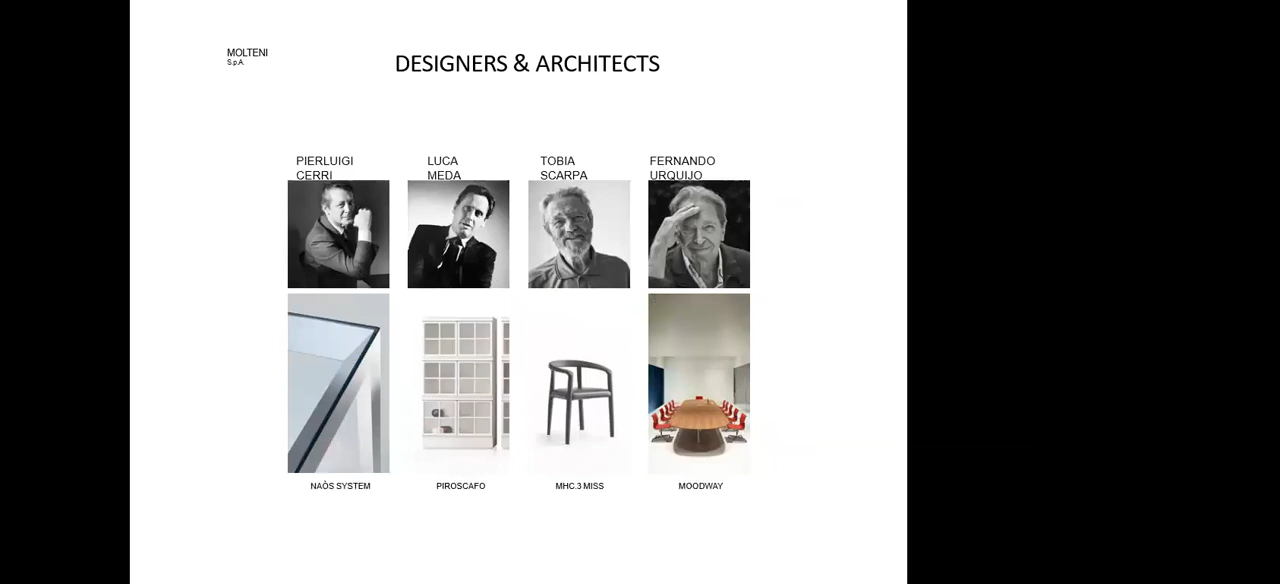 MOLTENI
S.p.A.
DESIGNERS & ARCHITECTS
PIERLUIGI
CERRI
LUCA
MEDA
TOBIA
SCARPA
FERNANDO
URQUIJO
NAÒS SYSTEM
PIROSCAFO
MHC.3 MISS
MOODWAY